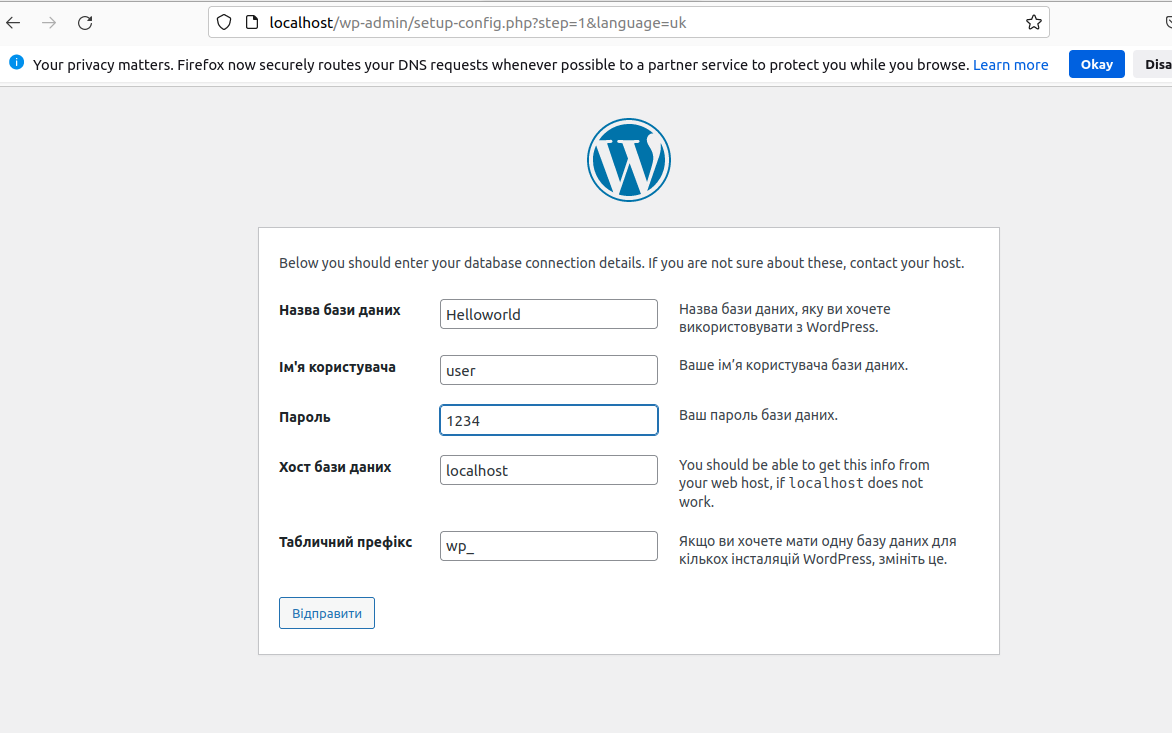 localhost/wp-admin/setup-config.php?step=1&language=uk
Your privacy matters. Firefox now securely routes your DNS requests whenever possible to a partner service to protect you while you browse. Learn more Okay Disa
Below you should enter your database connection details. If you are not sure about these, contact your host.
Назва бази даних
Helloworld
Назва бази даних, яку ви хочете
використовувати з WordPress.
Ім'я користувача
user
Ваше ім’я користувача бази даних.
Пароль
1234
Ваш пароль бази даних.
Хост бази даних
localhost
You should be able to get this info from
your web host, if localhost does not
work.
Табличний префікс
wp_
Якщо ви хочете мати одну базу даних для
кількох інсталяцій WordPress, змініть це.
Відправити